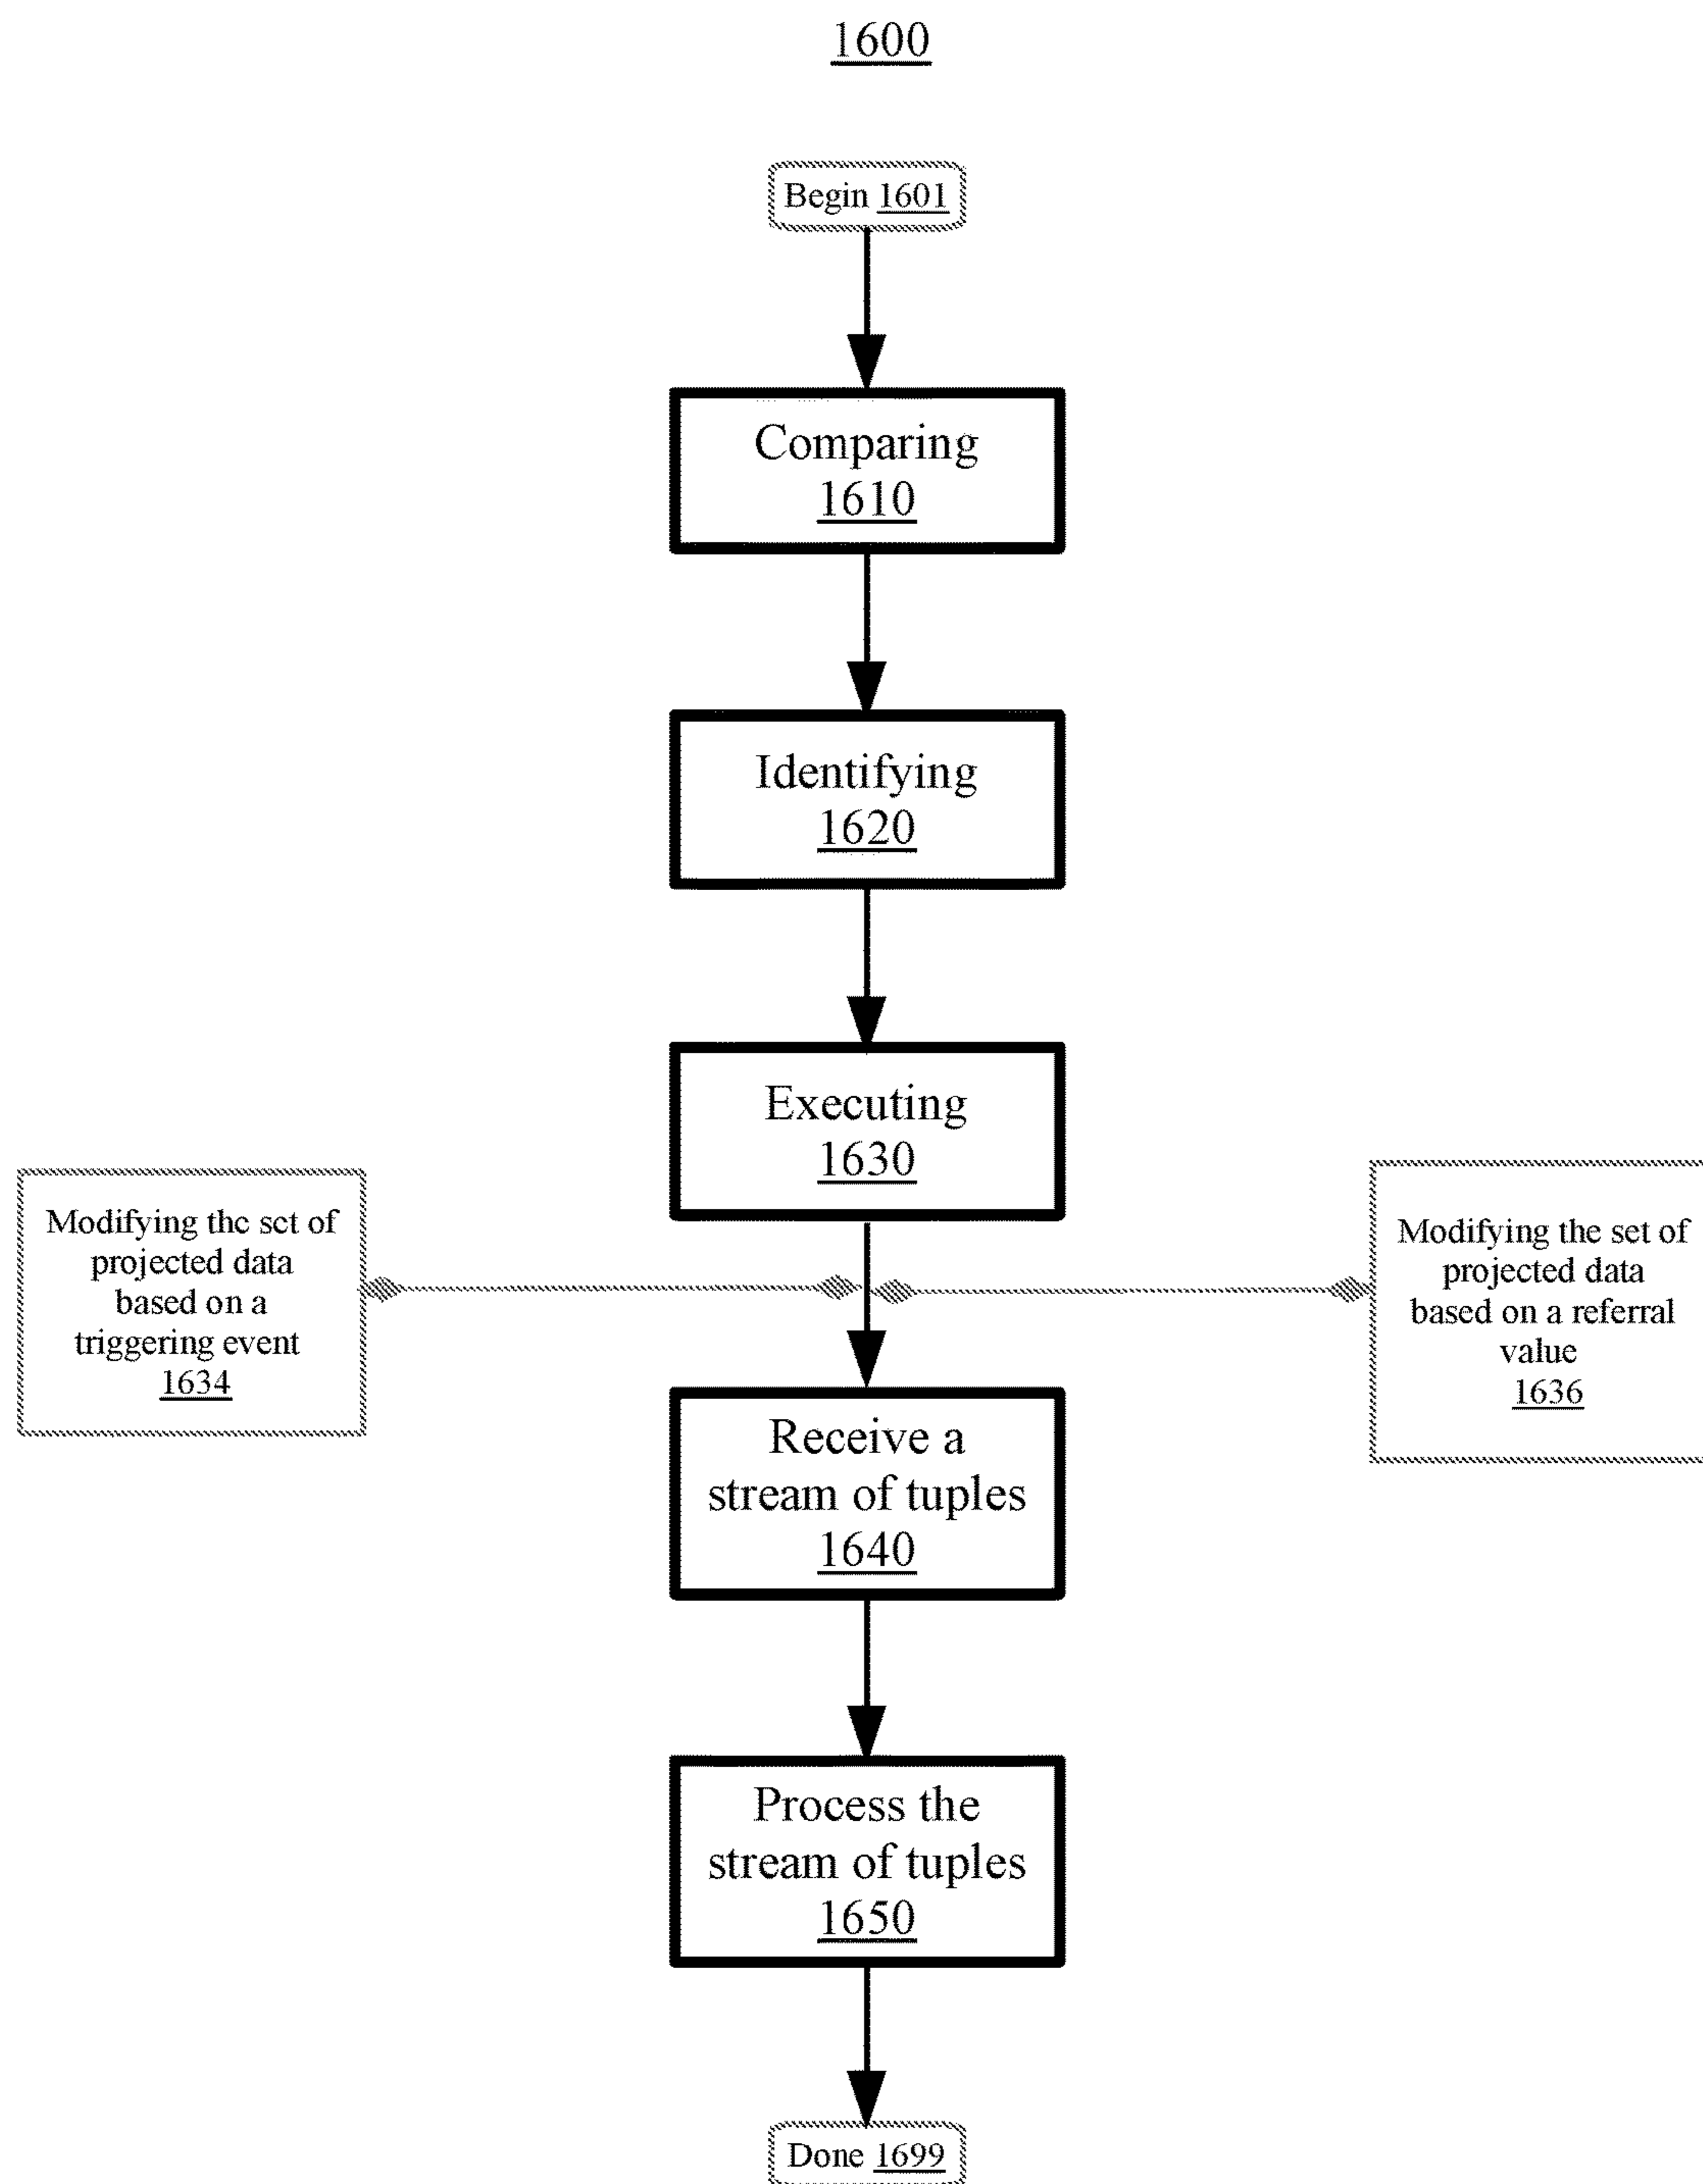 1600
Begin 1601
Comparing
1610
Identifying
1620
Executing
1630
Modifying the set of
projected data
based on a
triggering event
1634
Modifying the set of
projected data
based on a referral
value
1636
Receive a
stream of tuples
1640
Process the
stream of tuples
1650
Done 1699